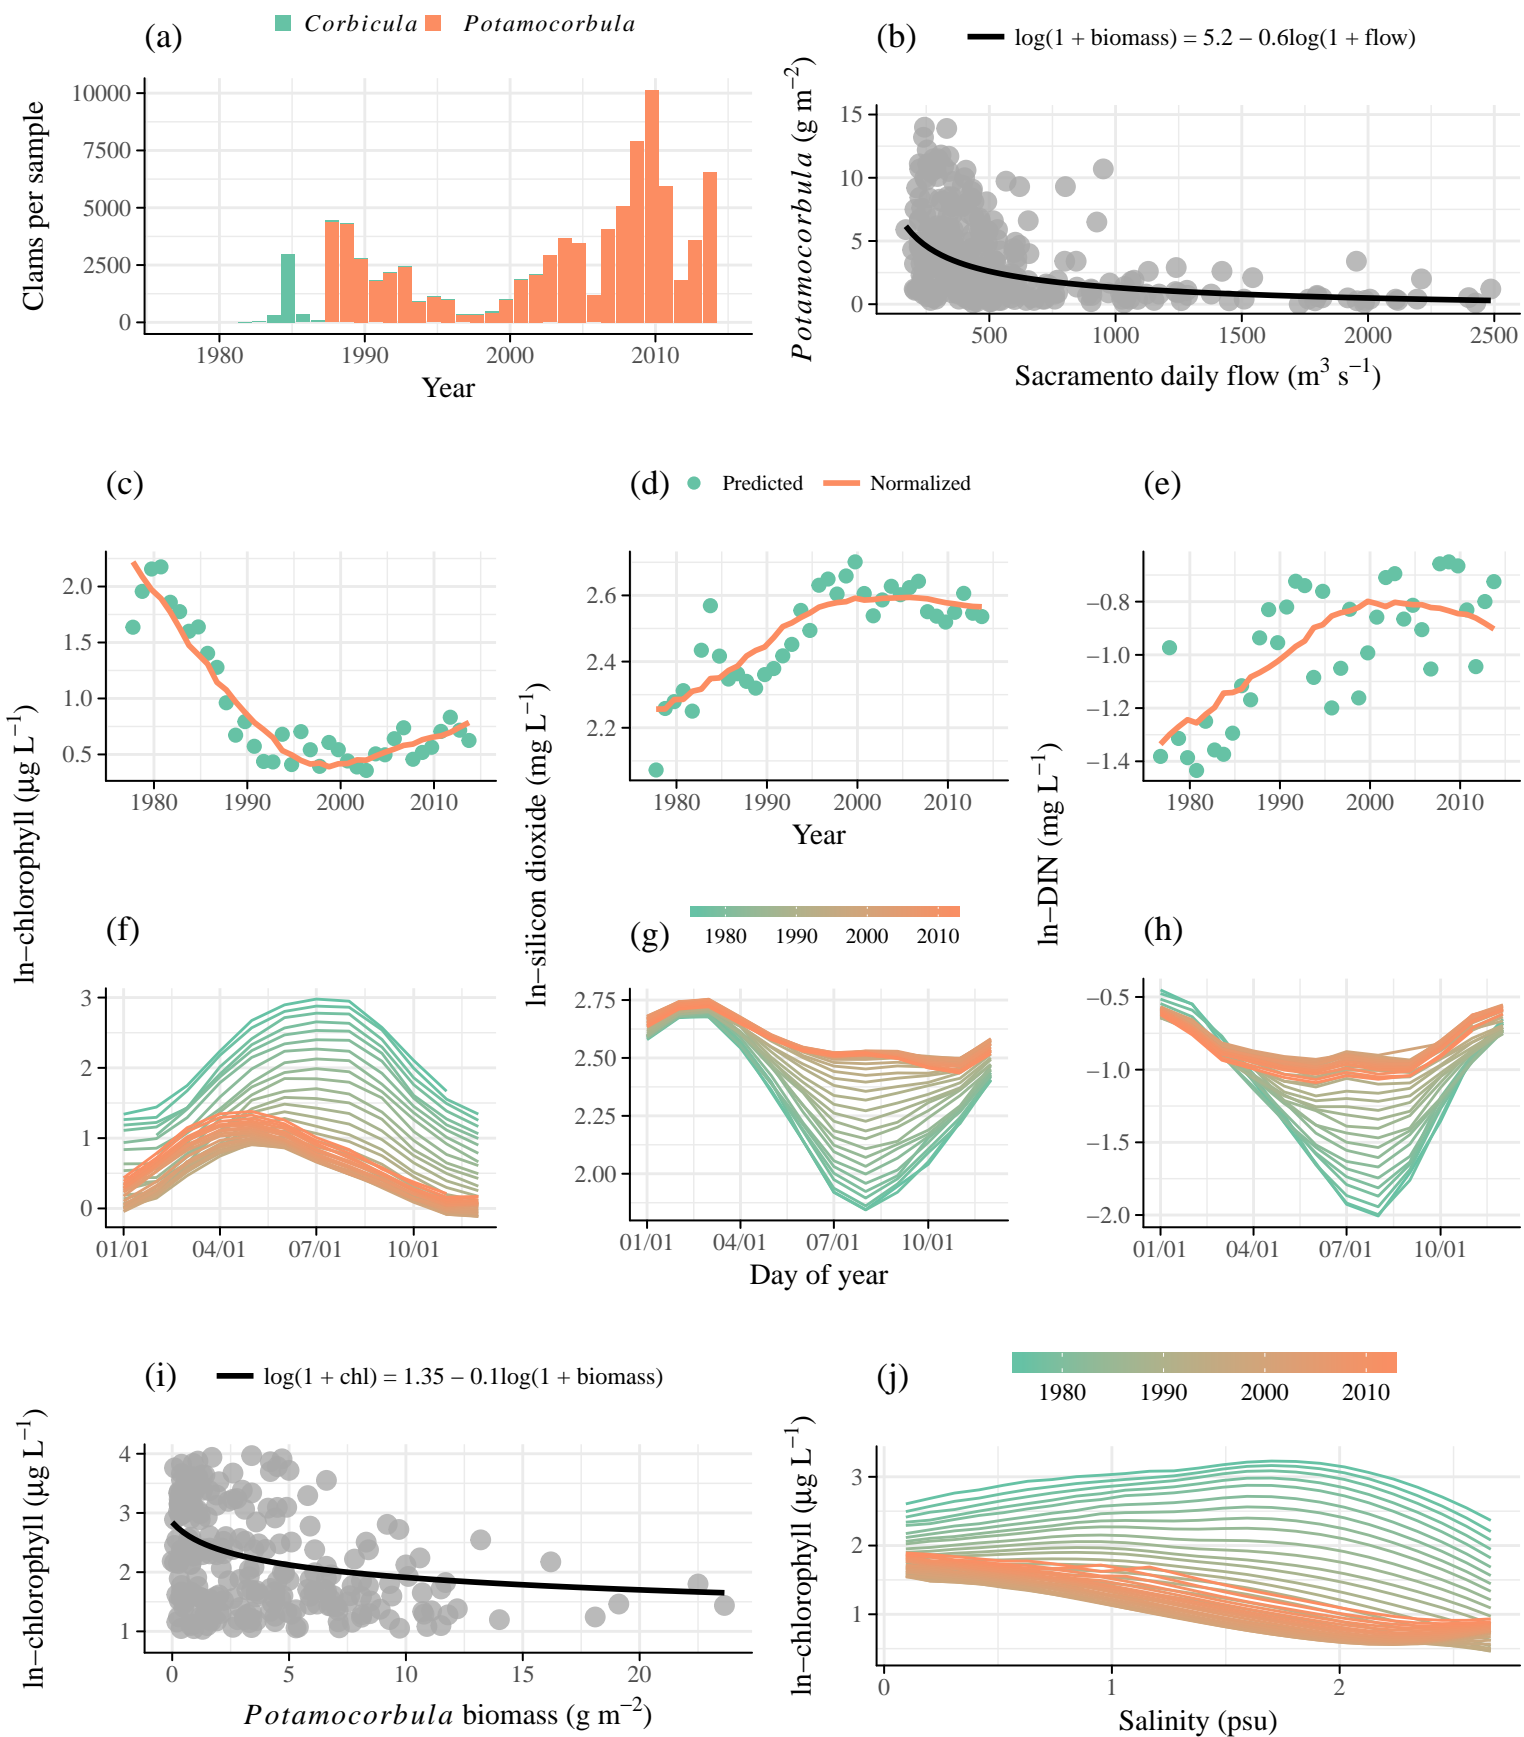 (a)
Corbicula Potamocorbula
Clams per sample
10000
7500
5000
2500
0
1980 1990 2000 2010
Year
(b)
log(1 + biomass) = 5.2 − 0.6log(1 + flow)
Potamocorbula (g m−2)
15
10
5
0
500 1000 1500 2000 2500
Sacramento daily flow (m3 s−1)
(c)
ln−chlorophyll (μg L−1)
2.0
1.5
1.0
0.5
1980 1990 2000 2010
(d)
Predicted Normalized
ln−silicon dioxide (mg L−1)
2.6
2.4
2.2
1980 1990 2000 2010
Year
(e)
ln−DIN (mg L−1)
−0.8
−1.0
−1.2
−1.4
1980 1990 2000 2010
(f)
3
2
1
0
01/01 04/01 07/01 10/01
(g)
1980 1990 2000 2010
2.75
2.50
2.25
2.00
01/01 04/01 07/01 10/01
Day of year
(h)
−0.5
−1.0
−1.5
−2.0
01/01 04/01 07/01 10/01
(i)
log(1 + chl) = 1.35 − 0.1log(1 + biomass)
ln−chlorophyll (μg L−1)
4
3
2
1
0 5 10 15 20
Potamocorbula biomass (g m−2)
(j)
1980 1990 2000 2010
ln−chlorophyll (μg L−1)
3
2
1
0 1 2
Salinity (psu)